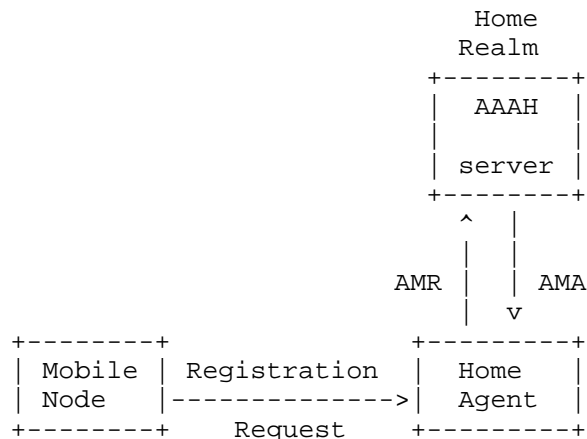 Home
Realm
AAAH
server
AMR AMA
Mobile Registration Home
Node Agent
Request